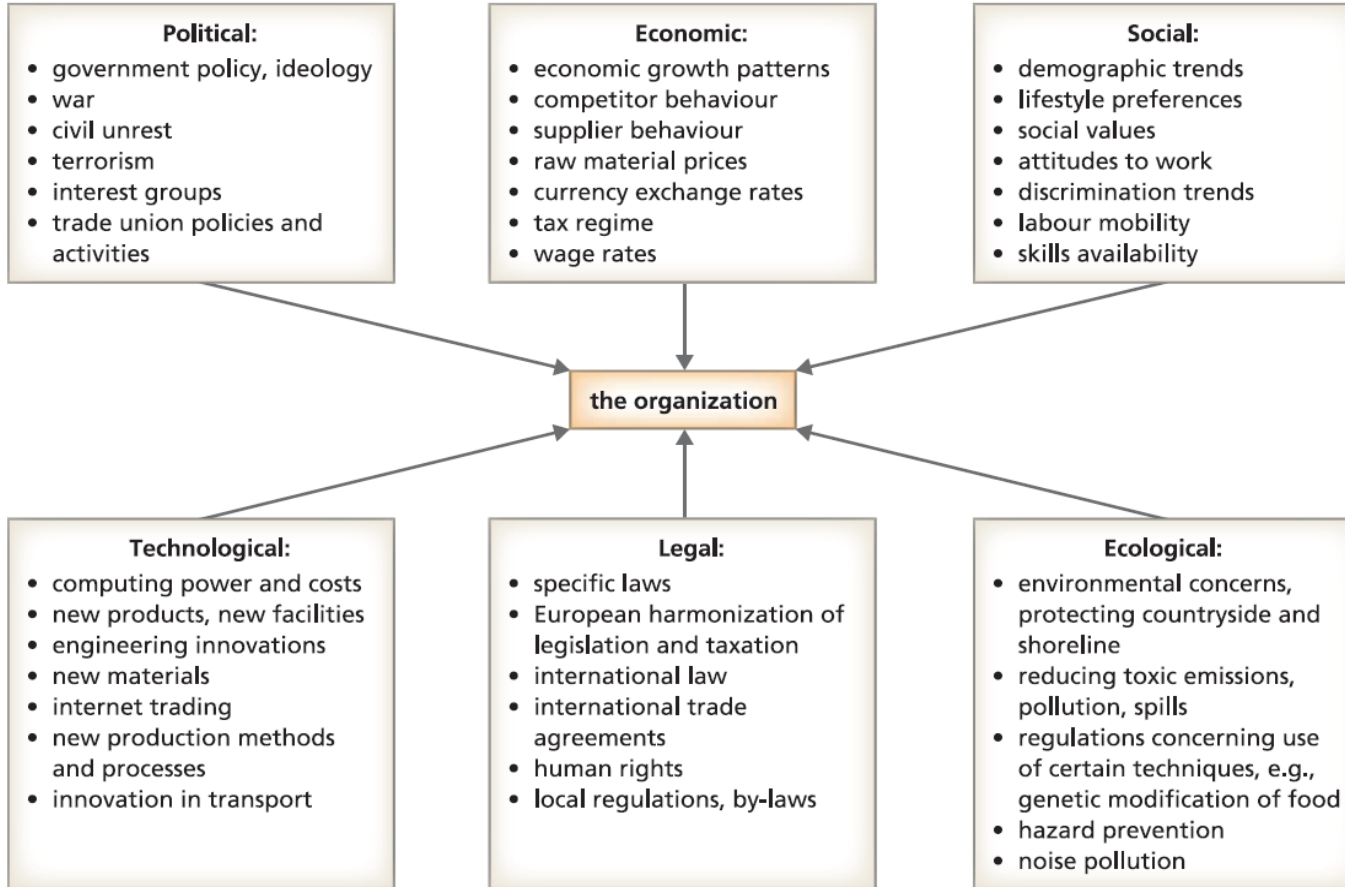 Political:
• government policy, ideology
• war
• civil unrest
• terrorism
• interest groups
• trade union policies and
activities
Economic:
• economic growth patterns
• competitor behaviour
• supplier behaviour
• raw material prices
• currency exchange rates
• tax regime
• wage rates
Social:
• demographic trends
• lifestyle preferences
• social values
• attitudes to work
• discrimination trends
• labour mobility
• skills availability
the organization
Technological:
• computing power and costs
• new products, new facilities
• engineering innovations
• new materials
• internet trading
• new production methods
and processes
• innovation in transport
Legal:
• specific laws
• European harmonization of
legislation and taxation
• international law
• international trade
agreements
• human rights
• local regulations, by-laws
Ecological:
• environmental concerns,
protecting countryside and
shoreline
• reducing toxic emissions,
pollution, spills
• regulations concerning use
of certain techniques, e.g.,
genetic modification of food
• hazard prevention
• noise pollution